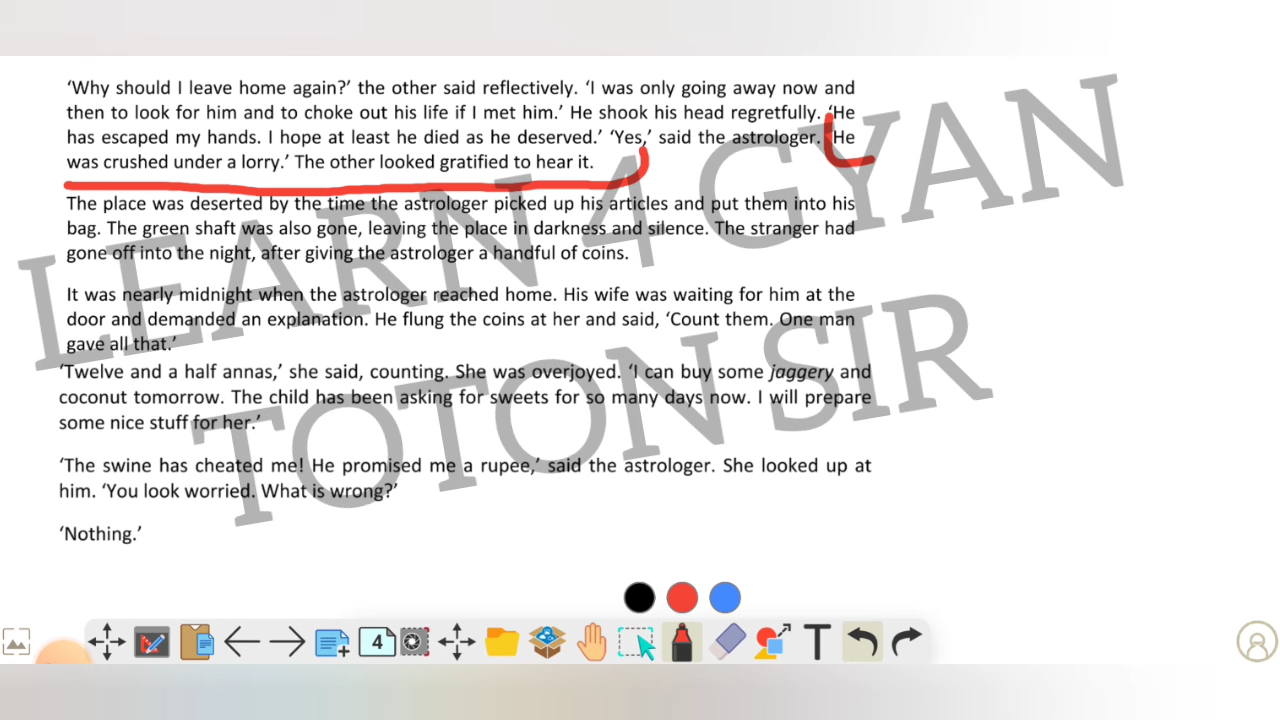 ‘Why should I leave home again?’ the other said reflectively. ‘I was only going away now and
then to look for him and to choke out his life if I met him.’ He shook his head regretfully. ‘He
has escaped my hands. I hope at least he died as he deserved.’ ‘Yes,’ said the astrologer. ‘He
was crushed under a lorry.’ The other looked gratified to hear it.
The place was deserted by the time the astrologer picked up his articles and put them into his
bag. The green shaft was also gone, leaving the place in darkness and silence. The stranger had
gone off into the night, after giving the astrologer a handful of coins.
It was nearly midnight when the astrologer reached home. His wife was waiting for him at the
door and demanded an explanation. He flung the coins at her and said, ‘Count them. One man
gave all that.’
‘Twelve and a half annas,’ she said, counting. She was overjoyed. ‘I can buy some jaggery and
coconut tomorrow. The child has been asking for sweets for so many days now. I will prepare
some nice stuff for her.’
‘The swine has cheated me! He promised me a rupee,’ said the astrologer. She looked up at
him. ‘You look worried. What is wrong?’
‘Nothing.’
LEARN 4 GYAN
TOTON SIR
4
T